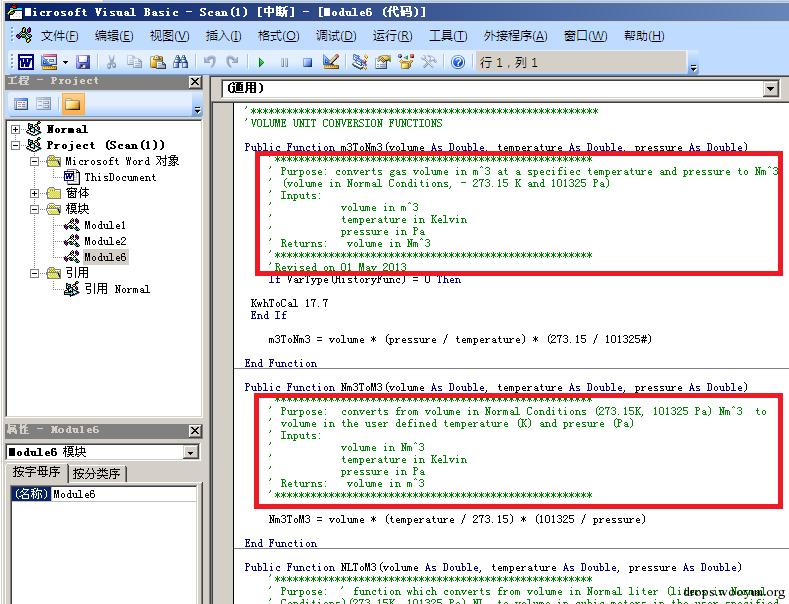 Microsoft Visual Basic - Scan(1) [中断] - [Module6 (代码)]
文件(F) 编辑(E) 视图(V) 插入(I) 格式(O) 调试(D) 运行(R) 工具(T) 外接程序(A) 窗口(W) 帮助(H)
行 1, 列 1
工程 - Project
Normal
Project (Scan(1))
Microsoft Word 对象
ThisDocument
窗体
模块
Module1
Module2
Module6
引用
引用 Normal
属性 - Module6
Module6 模块
按字母序 按分类序
(名称) Module6
(通用)
'**********************************************************
'VOLUME UNIT CONVERSION FUNCTIONS
Public Function m3ToNm3(volume As Double, temperature As Double, pressure As Double)
'*****************************************************
' Purpose: converts gas volume in m^3 at a specifiec temperature and pressure to Nm^3
' (volume in Normal Conditions, - 273.15 K and 101325 Pa)
' Inputs:
' volume in m^3
' temperature in Kelvin
' pressure in Pa
' Returns: volume in Nm^3
'*****************************************************
'Revised on 01 May 2013
If VarType(HistoryFunc) = 0 Then
KwhToCal 17.7
End If
m3ToNm3 = volume * (pressure / temperature) * (273.15 / 101325#)
End Function
Public Function Nm3ToM3(volume As Double, temperature As Double, pressure As Double)
'*****************************************************
' Purpose: converts from volume in Normal Conditions (273.15K, 101325 Pa) Nm^3 to
' volume in the user defined temperature (K) and presure (Pa)
' Inputs:
' volume in Nm^3
' temperature in Kelvin
' pressure in Pa
' Returns: volume in m^3
'*****************************************************
Nm3ToM3 = volume * (temperature / 273.15) * (101325 / pressure)
End Function
Public Function NLToM3(volume As Double, temperature As Double, pressure As Double)
'*****************************************************
' Purpose: ' function which converts from volume in Normal liter (liter in Normal
' Conditions)(273.15K, 101325 Pa) NL to volume in cubic meters in the user specified
drops.wooyun.org